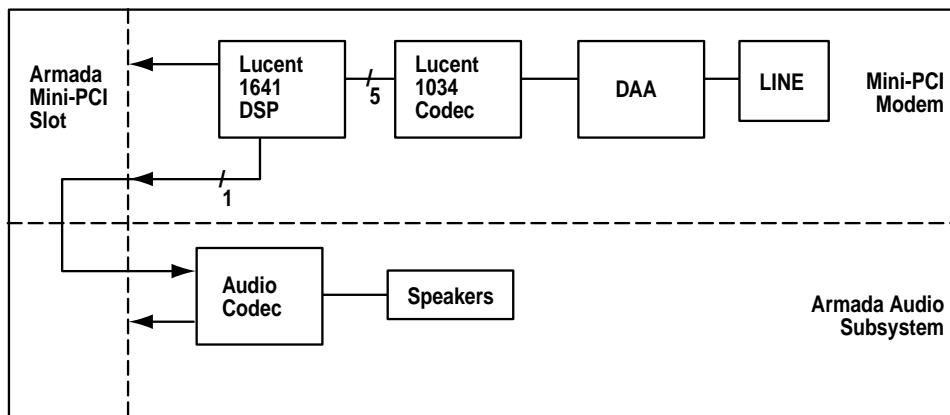 Armada
Mini-PCI
Slot
Lucent
1641
DSP
5
Lucent
1034
Codec
DAA
LINE
Mini-PCI
Modem
1
Audio
Codec
Speakers
Armada Audio
Subsystem